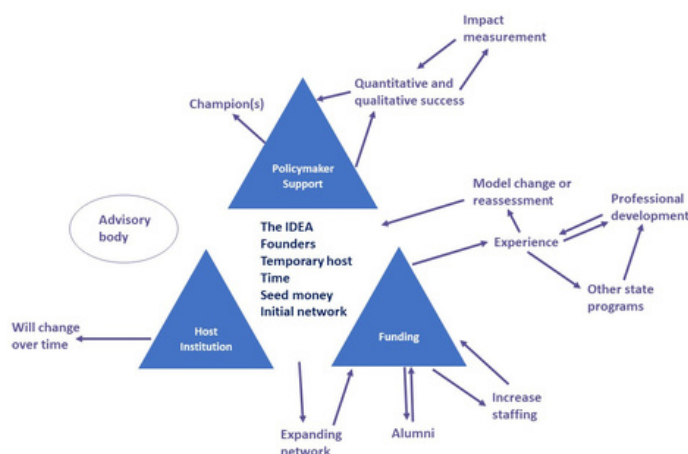 Impact
measurement
Quantitative and
qualitative success
Champion(s)
Policymaker
Support
Model change or
reassessment
Professional
development
Advisory
body
The IDEA
Founders
Temporary host
Time
Seed money
Initial network
Experience
Other state
programs
Will change
over time
Host
Institution
Funding
Increase
staffing
Expanding
network
Alumni